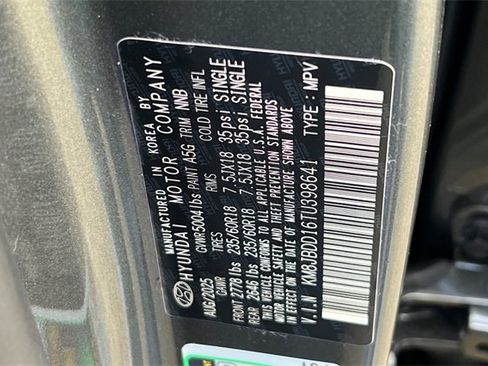 MANUFACTURED IN KOREA BY
HYUNDAI MOTOR COMPANY
AUG/2025 GVWR5004 lbs PAINT A5G TRIM NNB
GAWR TIRES RIMS COLD TIRE INFL
FRONT 2778 lbs 235/60R18 7.5JX18 35psi SINGLE
REAR 2646 lbs 235/60R18 7.5JX18 35psi SINGLE
THIS VEHICLE CONFORMS TO ALL APPLICABLE U.S.A. FEDERAL
MOTOR VEHICLE SAFETY AND THEFT PREVENTION STANDARDS
IN EFFECT ON THE DATE OF MANUFACTURE SHOWN ABOVE.
V.I.N KM8JBDD16TU398641 TYPE : MPV